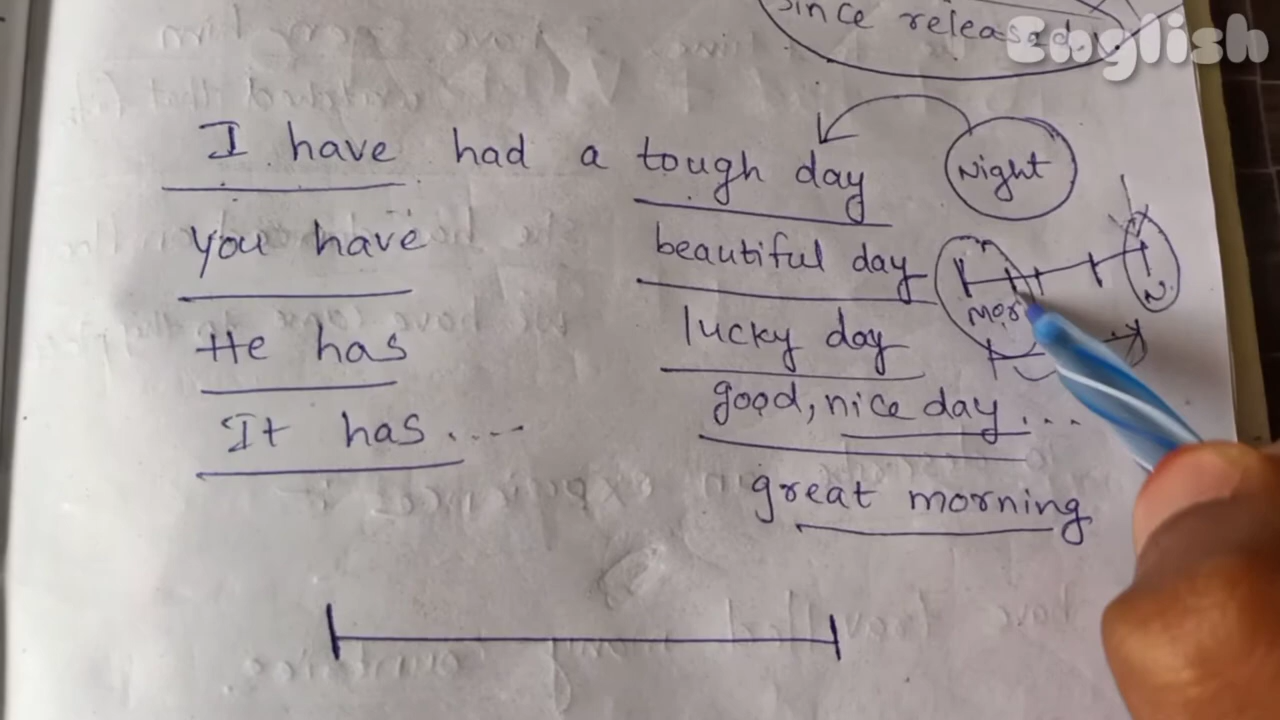 since released
English
I have had a tough day
Night
You have
beautiful day
Mor
N.
He has
lucky day
It has....
good, nice day...
great morning